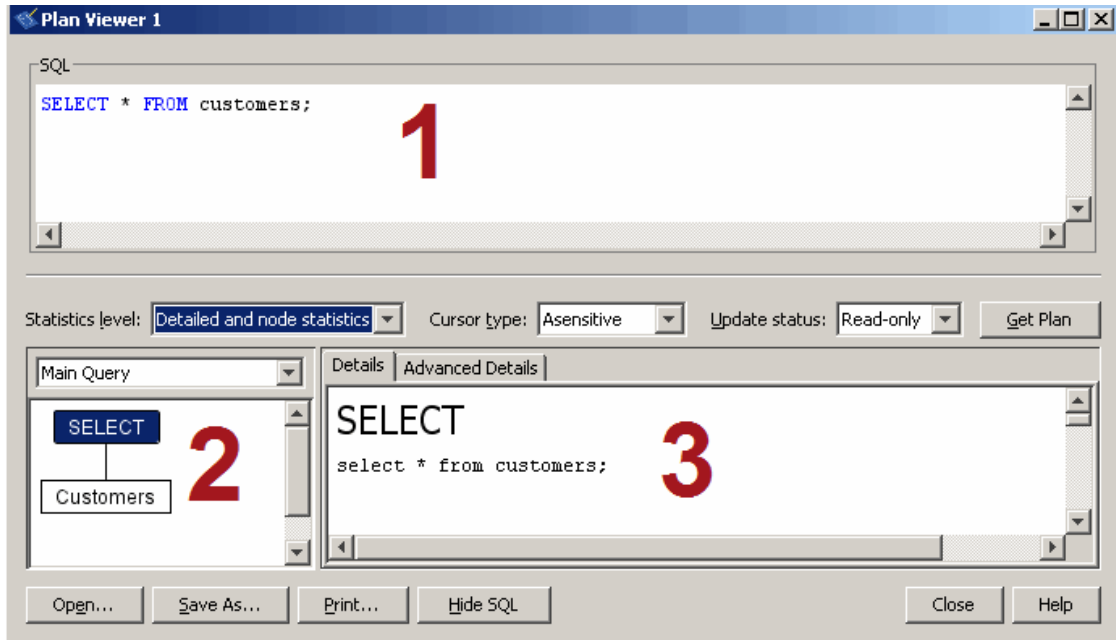 Plan Viewer 1
SQL
SELECT * FROM customers;
1
Statistics level: Detailed and node statistics Cursor type: Asensitive Update status: Read-only Get Plan
Main Query
SELECT
Customers
2
Details Advanced Details
SELECT
select * from customers;
3
Open... Save As... Print... Hide SQL Close Help